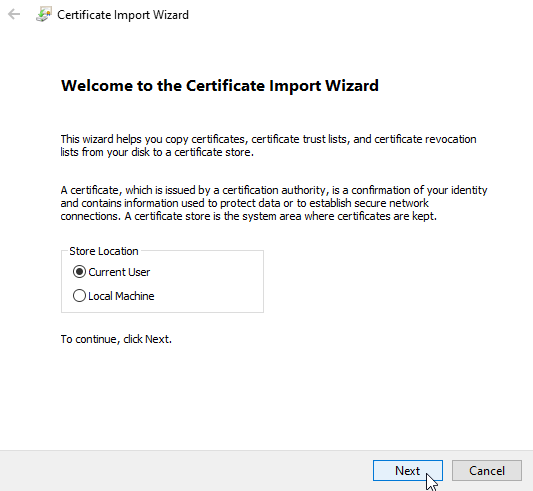 Certificate Import Wizard
Welcome to the Certificate Import Wizard
This wizard helps you copy certificates, certificate trust lists, and certificate revocation
lists from your disk to a certificate store.
A certificate, which is issued by a certification authority, is a confirmation of your identity
and contains information used to protect data or to establish secure network
connections. A certificate store is the system area where certificates are kept.
Store Location
Current User
Local Machine
To continue, click Next.
Next
Cancel